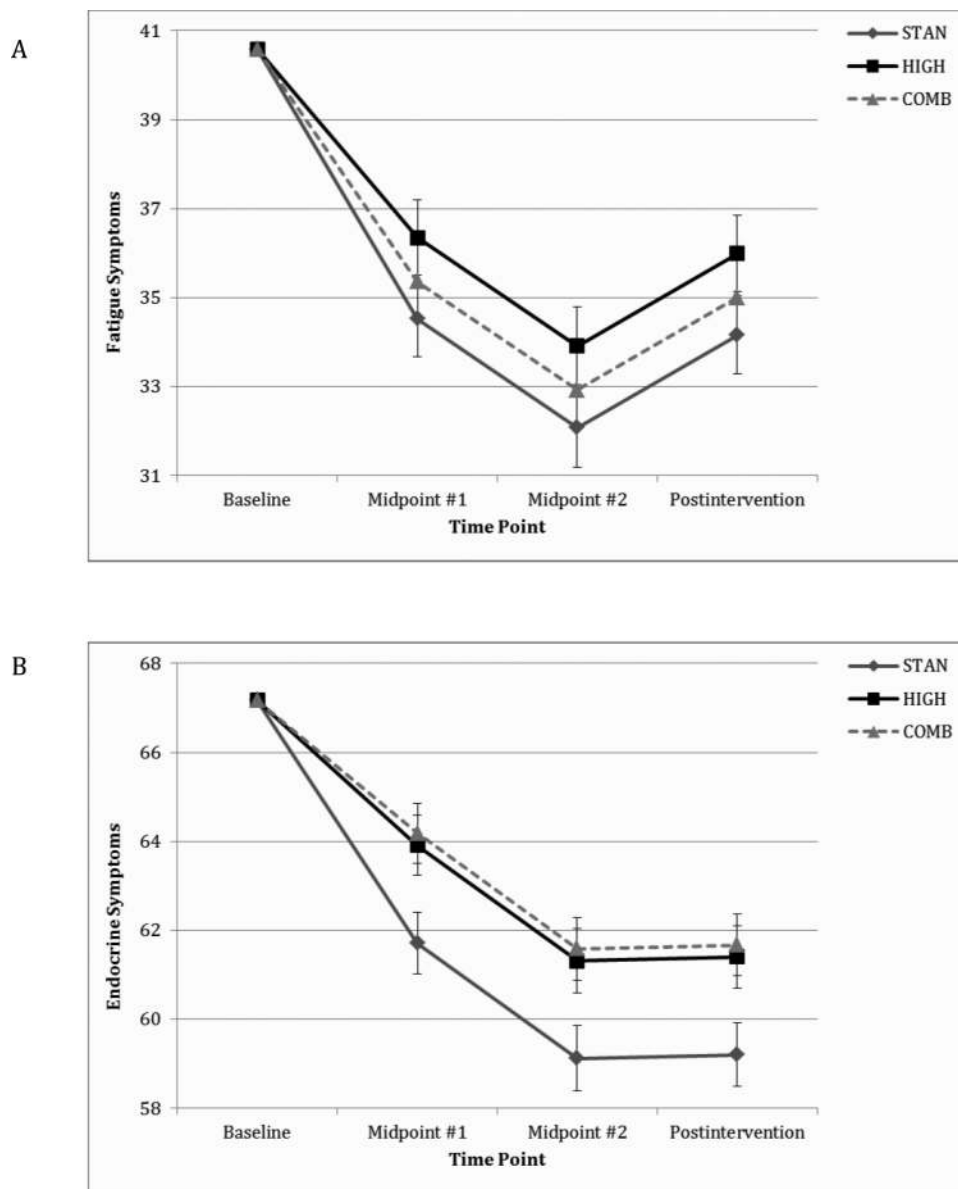 A
41
39
37
35
33
31
Fatigue Symptoms
Baseline
Midpoint #1
Midpoint #2
Postintervention
Time Point
STAN
HIGH
COMB
B
68
66
64
62
60
58
Endocrine Symptoms
Baseline
Midpoint #1
Midpoint #2
Postintervention
Time Point
STAN
HIGH
COMB